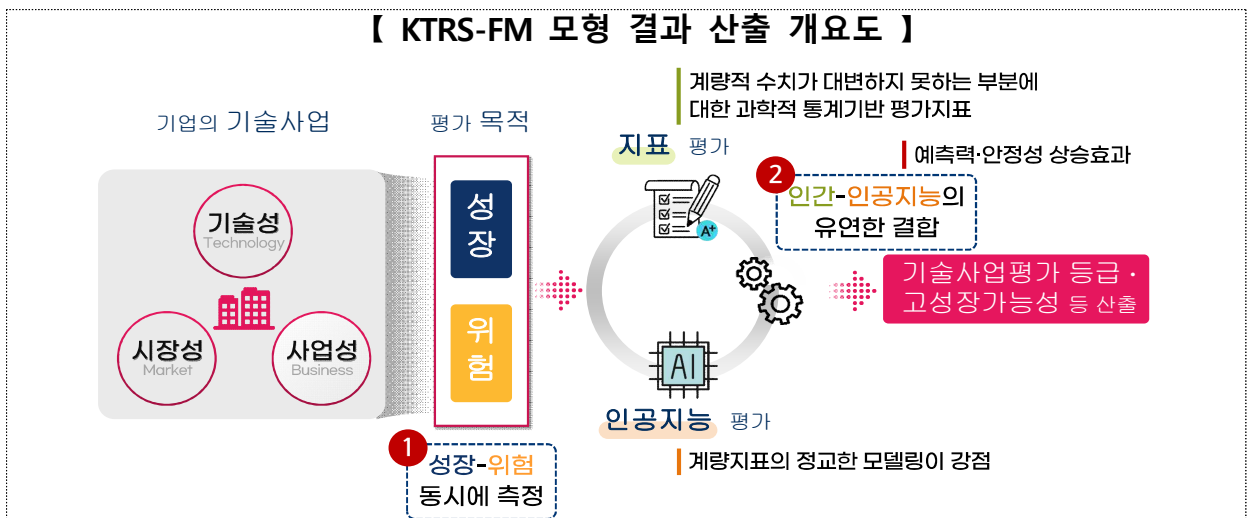 【 KTRS-FM 모형 결과 산출 개요도 】
기업의 기술사업
기술성
Technology
시장성
Market
사업성
Business
평가 목적
성
장
위
험
1
성장-위험
동시에 측정
계량적 수치가 대변하지 못하는 부분에
대한 과학적 통계기반 평가지표
지표 평가
A+
예측력·안정성 상승효과
2
인간-인공지능의
유연한 결합
AI
인공지능 평가
계량지표의 정교한 모델링이 강점
기술사업평가 등급·
고성장가능성 등 산출